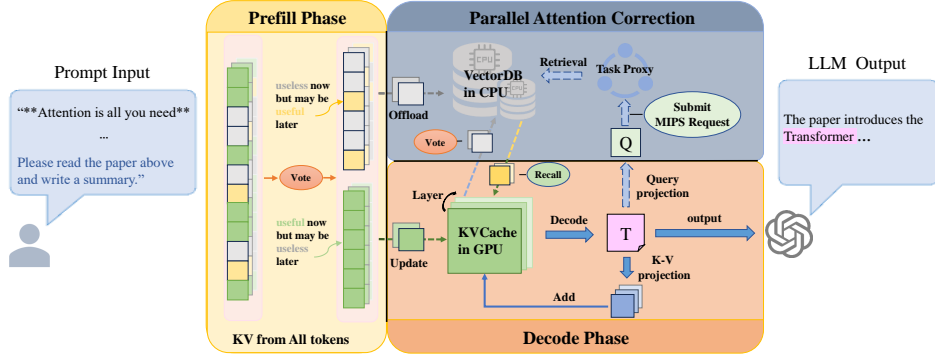 Prefill Phase
Parallel Attention Correction
Prompt Input
LLM Output
“**Attention is all you need**
...
Please read the paper above
and write a summary.”
useless now
but may be
useful
later
Vote
useful now
but may be
useless
later
KV from All tokens
Offload
Update
CPU
CPU
VectorDB
in CPU
Retrieval
Task Proxy
Submit
MIPS Request
Vote
Q
Recall
Layer
Query
projection
KVCache
in GPU
Decode
T
output
K-V
projection
Add
Decode Phase
The paper introduces the
Transformer ...